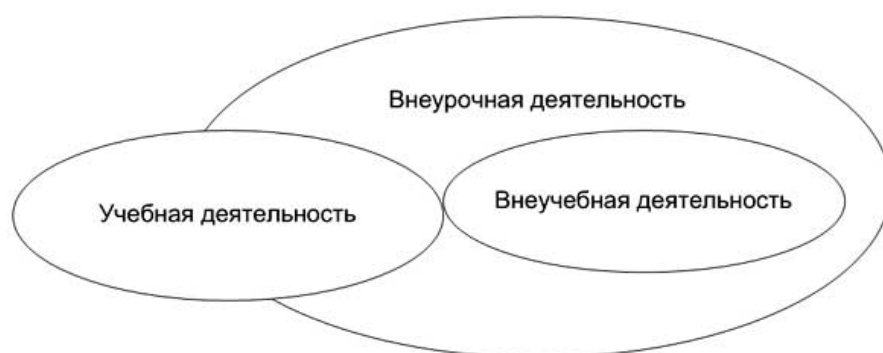 Внеурочная деятельность
Учебная деятельность
Внеучебная деятельность